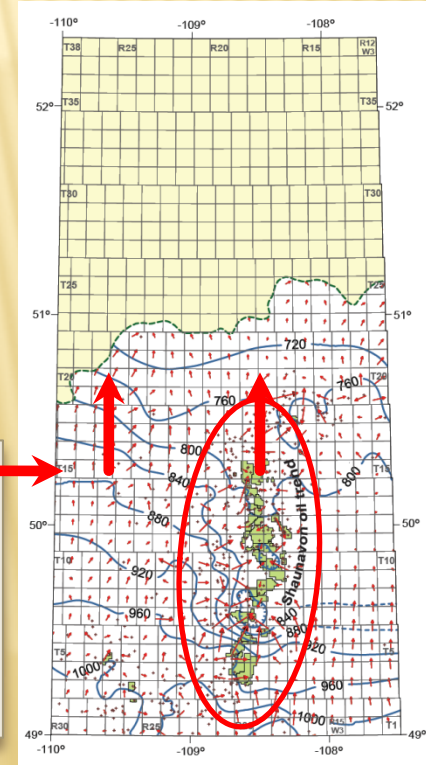 -110° -109° -108°
T38 R25 R20 R15 R12 W3
52° T35 T35 52°
T30 T30
T25 T25
51° 51°
720
T20 T20
760 760
800
T15 800 T15
840
Shaunavon oil trend
880
50° 50°
T10 T10
920
960
840
880
T5 920 T5
1000
960
1000 R15 W3
49° R30 R25 T1 49°
-110° -109° -108°